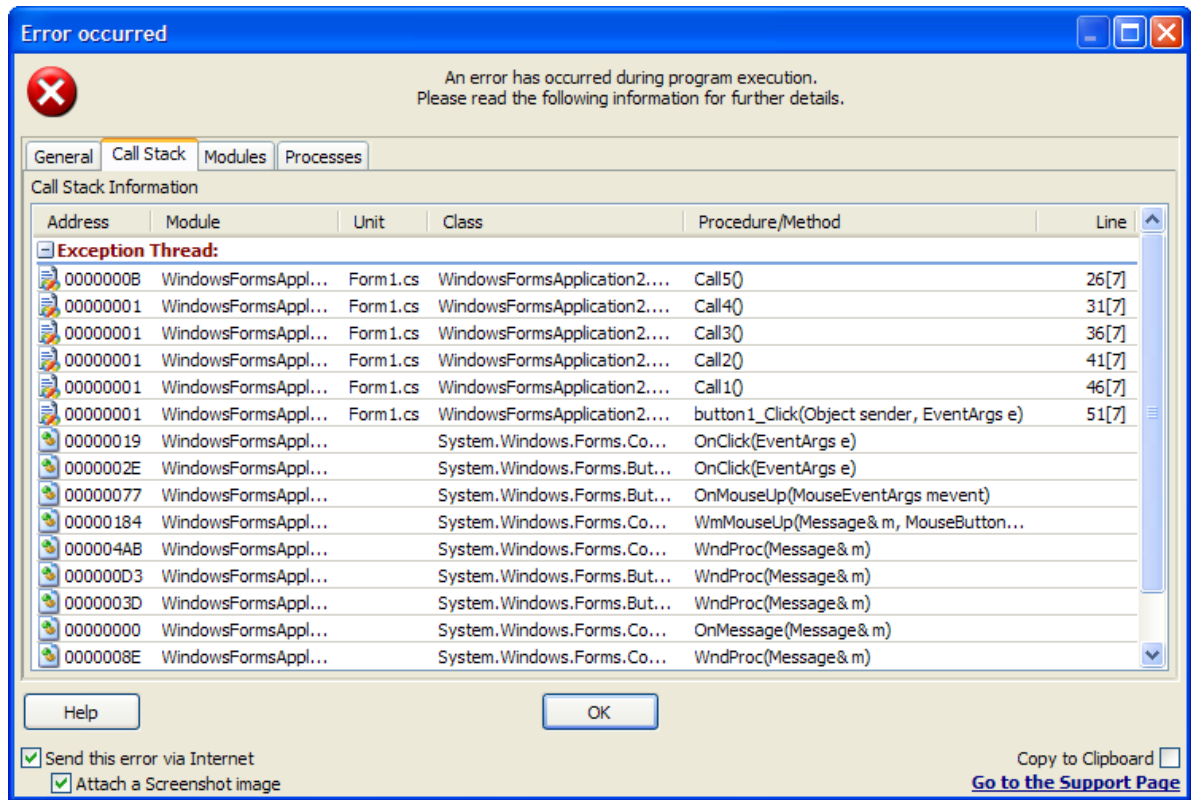 Error occurred
An error has occurred during program execution.
Please read the following information for further details.
General Call Stack Modules Processes
Call Stack Information
Address Module Unit Class Procedure/Method Line
Exception Thread:
0000000B WindowsFormsAppl... Form1.cs WindowsFormsApplication2.... Call5() 26[7]
00000001 WindowsFormsAppl... Form1.cs WindowsFormsApplication2.... Call4() 31[7]
00000001 WindowsFormsAppl... Form1.cs WindowsFormsApplication2.... Call3() 36[7]
00000001 WindowsFormsAppl... Form1.cs WindowsFormsApplication2.... Call2() 41[7]
00000001 WindowsFormsAppl... Form1.cs WindowsFormsApplication2.... Call1() 46[7]
00000001 WindowsFormsAppl... Form1.cs WindowsFormsApplication2.... button1_Click(Object sender, EventArgs e) 51[7]
00000019 WindowsFormsAppl... System.Windows.Forms.Co... OnClick(EventArgs e)
0000002E WindowsFormsAppl... System.Windows.Forms.But... OnClick(EventArgs e)
00000077 WindowsFormsAppl... System.Windows.Forms.But... OnMouseUp(MouseEventArgs mevent)
00000184 WindowsFormsAppl... System.Windows.Forms.Co... WmMouseUp(Message& m, MouseButton...
000004AB WindowsFormsAppl... System.Windows.Forms.Co... WndProc(Message& m)
000000D3 WindowsFormsAppl... System.Windows.Forms.But... WndProc(Message& m)
0000003D WindowsFormsAppl... System.Windows.Forms.But... WndProc(Message& m)
00000000 WindowsFormsAppl... System.Windows.Forms.Co... OnMessage(Message& m)
0000008E WindowsFormsAppl... System.Windows.Forms.Co... WndProc(Message& m)
Help OK
Send this error via Internet Copy to Clipboard
Attach a Screenshot image Go to the Support Page